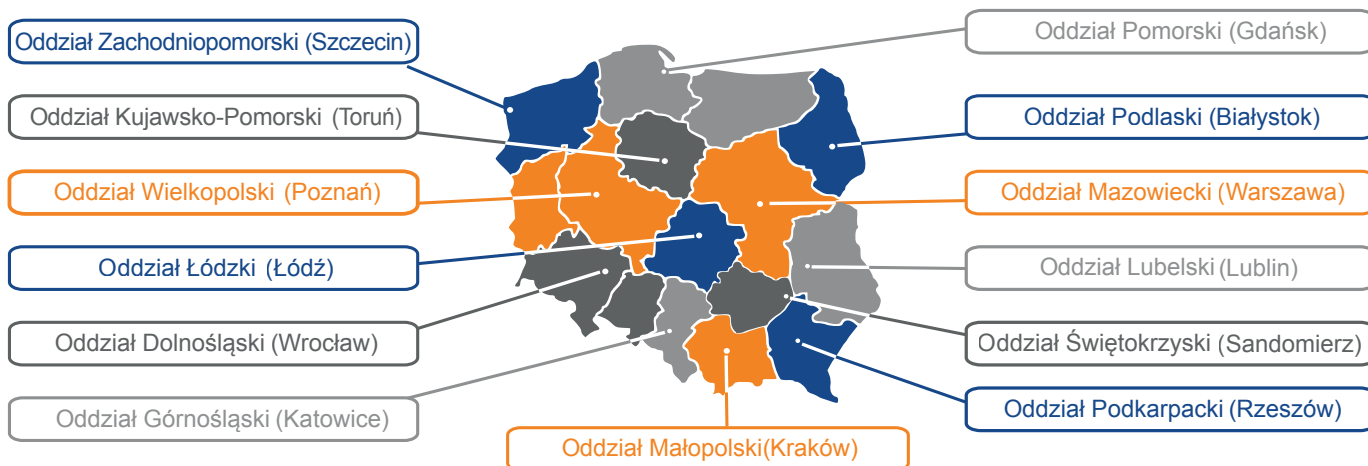 Oddział Zachodniopomorski (Szczecin)
Oddział Kujawsko-Pomorski (Toruń)
Oddział Wielkopolski (Poznań)
Oddział Łódzki (Łódź)
Oddział Dolnośląski (Wrocław)
Oddział Górnośląski (Katowice)
Oddział Małopolski(Kraków)
Oddział Pomorski (Gdańsk)
Oddział Podlaski (Białystok)
Oddział Mazowiecki (Warszawa)
Oddział Lubelski (Lublin)
Oddział Świętokrzyski (Sandomierz)
Oddział Podkarpacki (Rzeszów)